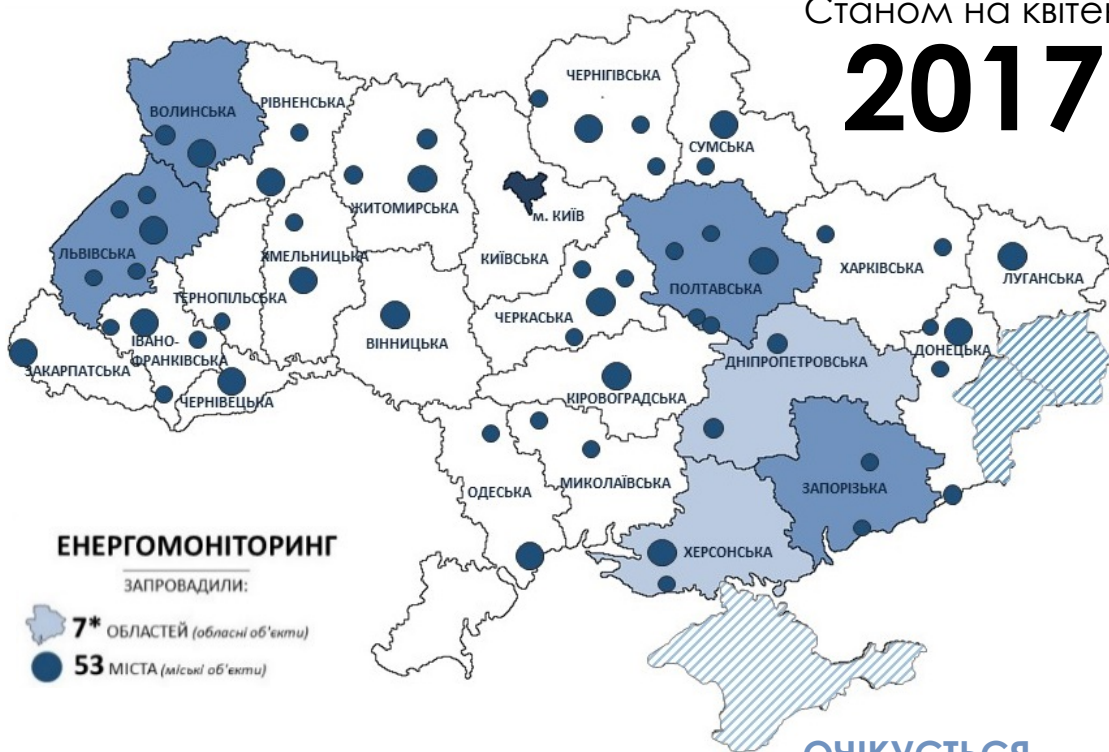 Станом на квітень
2017
ЧЕРНІГІВСЬКА
ВОЛИНСЬКА
РІВНЕНСЬКА
СУМСЬКА
ЖИТОМИРСЬКА
м. КИЇВ
ЛЬВІВСЬКА
ХМЕЛЬНИЦЬКА
КИЇВСЬКА
ХАРКІВСЬКА
ЛУГАНСЬКА
ТЕРНОПІЛЬСЬКА
ПОЛТАВСЬКА
ЧЕРКАСЬКА
ВІННИЦЬКА
ІВАНО-
ФРАНКІВСЬКА
ДОНЕЦЬКА
ДНІПРОПЕТРОВСЬКА
ЗАКАРПАТСЬКА
ЧЕРНІВЕЦЬКА
КІРОВОГРАДСЬКА
ОДЕСЬКА
МИКОЛАЇВСЬКА
ЗАПОРІЗЬКА
ХЕРСОНСЬКА
ЕНЕРГОМОНІТОРИНГ
ЗАПРОВАДИЛИ:
7* ОБЛАСТЕЙ (обласні об'єкти)
53 МІСТА (міські об'єкти)
ОЧІКУЄТЬСЯ